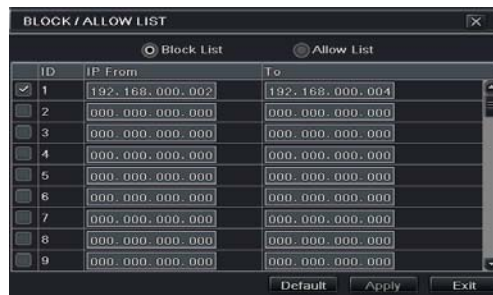 BLOCK / ALLOW LIST
Block List Allow List
ID IP From To
1 192. 168. 000. 002 192. 168. 000. 004
2 000. 000. 000. 000 000. 000. 000. 000
3 000. 000. 000. 000 000. 000. 000. 000
4 000. 000. 000. 000 000. 000. 000. 000
5 000. 000. 000. 000 000. 000. 000. 000
6 000. 000. 000. 000 000. 000. 000. 000
7 000. 000. 000. 000 000. 000. 000. 000
8 000. 000. 000. 000 000. 000. 000. 000
9 000. 000. 000. 000 000. 000. 000. 000
Default Apply Exit